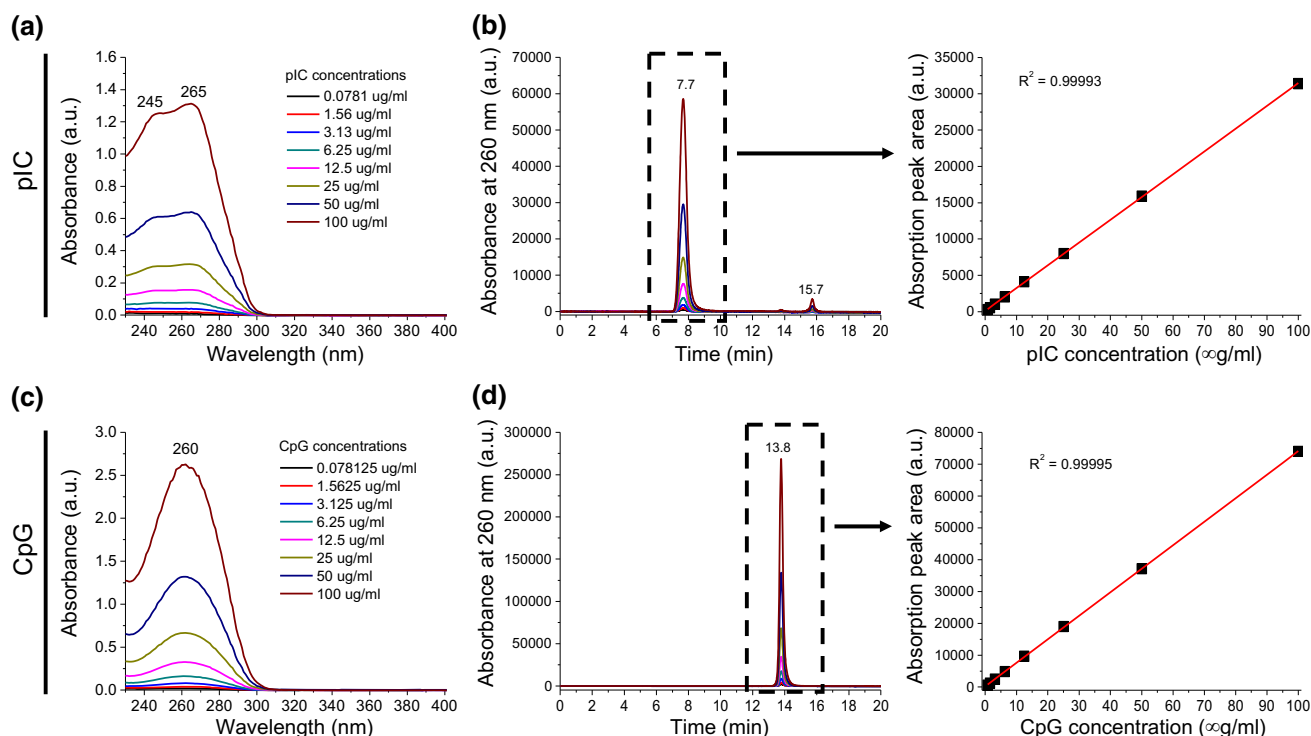 (a)
pIC
Absorbance (a.u.)
1.6
1.4
1.2
1.0
0.8
0.6
0.4
0.2
0.0
245
265
pIC concentrations
0.0781 ug/ml
1.56 ug/ml
3.13 ug/ml
6.25 ug/ml
12.5 ug/ml
25 ug/ml
50 ug/ml
100 ug/ml
240 260 280 300 320 340 360 380 400
Wavelength (nm)
(b)
Absorbance at 260 nm (a.u.)
70000
60000
50000
40000
30000
20000
10000
0
7.7
15.7
0 2 4 6 8 10 12 14 16 18 20
Time (min)
Absorption peak area (a.u.)
35000
30000
25000
20000
15000
10000
5000
0
R² = 0.99993
0 10 20 30 40 50 60 70 80 90 100
pIC concentration (∞g/ml)
(c)
CpG
Absorbance (a.u.)
3.0
2.5
2.0
1.5
1.0
0.5
0.0
260
CpG concentrations
0.078125 ug/ml
1.5625 ug/ml
3.125 ug/ml
6.25 ug/ml
12.5 ug/ml
25 ug/ml
50 ug/ml
100 ug/ml
240 260 280 300 320 340 360 380 400
Wavelength (nm)
(d)
Absorbance at 260 nm (a.u.)
300000
250000
200000
150000
100000
50000
0
13.8
0 2 4 6 8 10 12 14 16 18 20
Time (min)
Absorption peak area (a.u.)
80000
70000
60000
50000
40000
30000
20000
10000
0
R² = 0.99995
0 10 20 30 40 50 60 70 80 90 100
CpG concentration (∞g/ml)